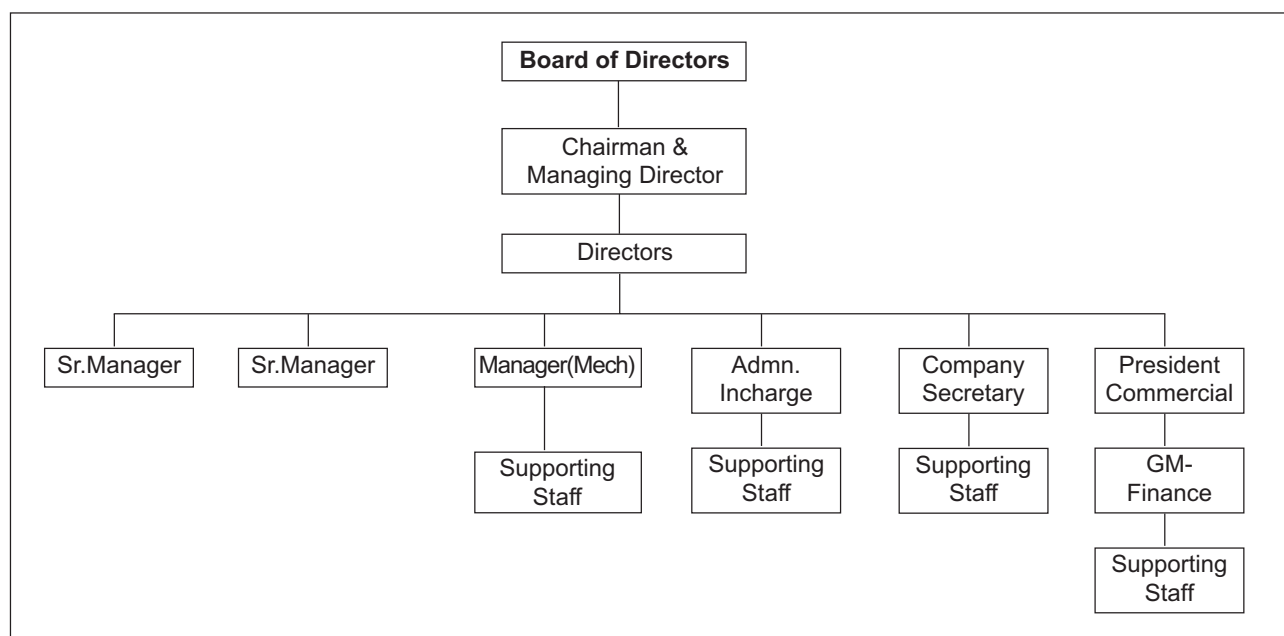 Board of Directors
Chairman &
Managing Director
Directors
Sr.Manager
Sr.Manager
Manager(Mech)
Admn.
Incharge
Company
Secretary
President
Commercial
Supporting
Staff
Supporting
Staff
Supporting
Staff
GM-
Finance
Supporting
Staff